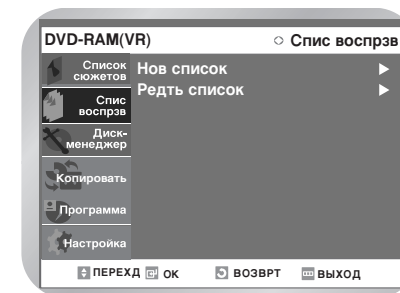 DVD-RAM(VR) Спис воспрзв
Список сюжетов
Нов список
Редть список
Спис воспрзв
Диск-менеджер
Копировать
Программа
Настройка
ПЕРЕХД ОК ВОЗВРТ ВЫХОД